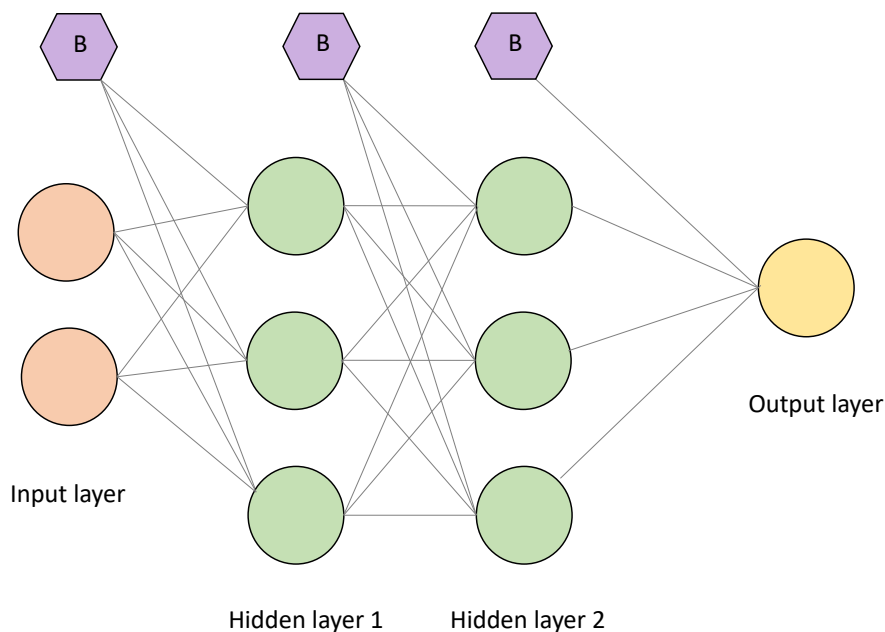 B
B
B
Output layer
Input layer
Hidden layer 1
Hidden layer 2